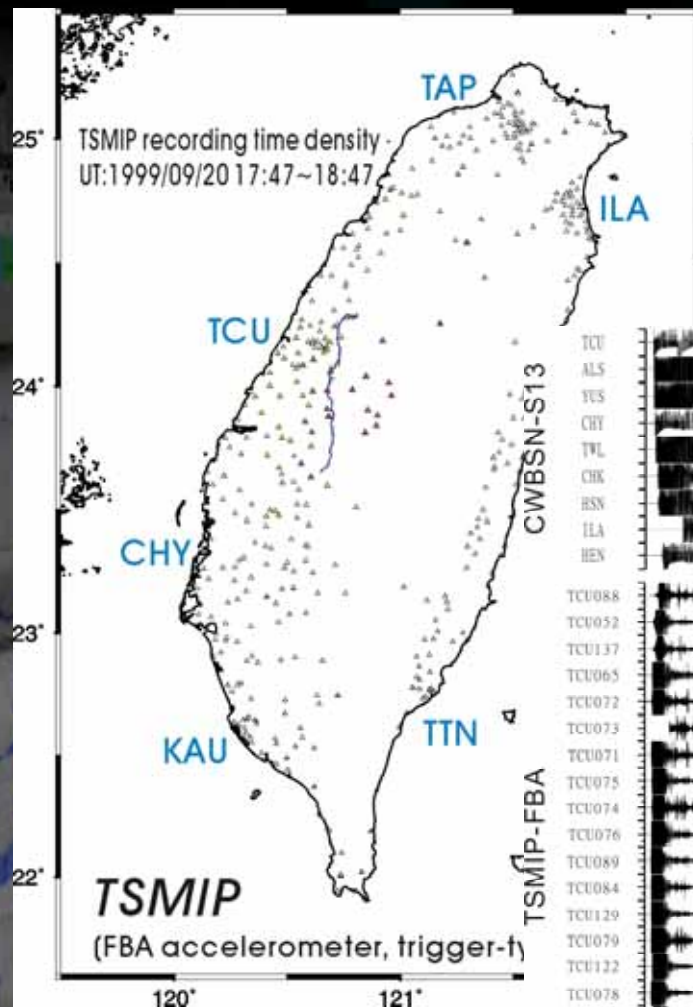 TAP
25°
TSMIP recording time density
UT:1999/09/20 17:47~18:47
ILA
TCU
24°
CHY
23°
KAU
TTN
22°
TSMIP
(FBA accelerometer, trigger-ty
120°
121°
CWBSN-S13
TCU
ALS
YUS
CHY
TWL
CHK
HSN
ILA
HEN
TSMIP-FBA
TCU088
TCU052
TCU137
TCU065
TCU072
TCU073
TCU071
TCU075
TCU074
TCU076
TCU089
TCU084
TCU129
TCU079
TCU122
TCU078